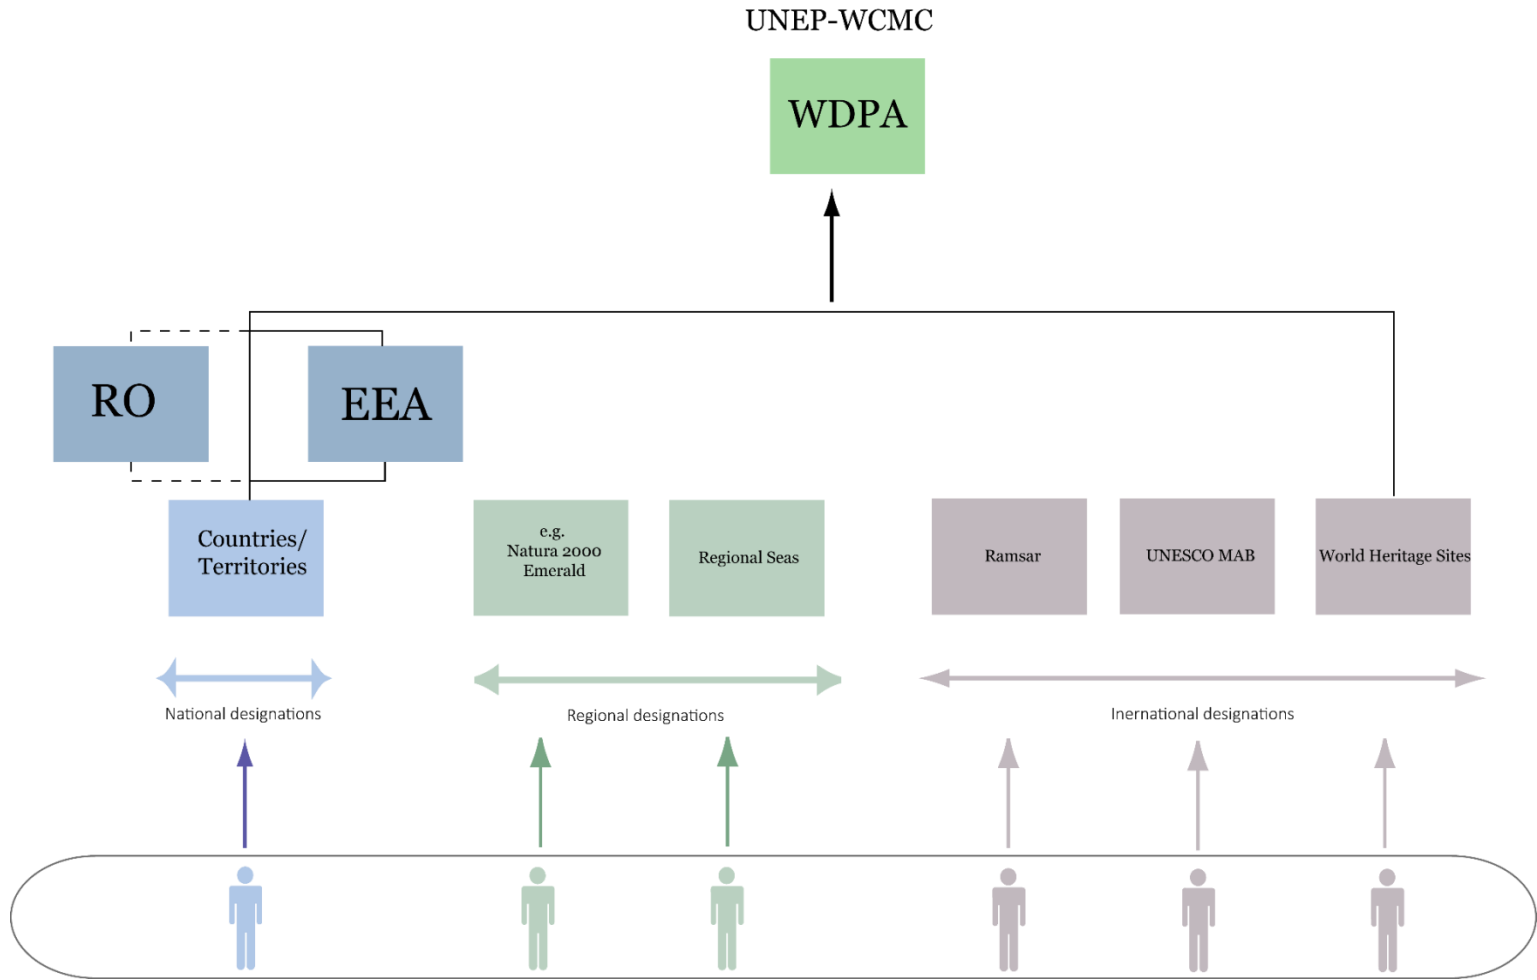 UNEP-WCMC
WDPA
RO
EEA
Countries/
Territories
e.g.
Natura 2000
Emerald
Regional Seas
Ramsar
UNESCO MAB
World Heritage Sites
National designations
Regional designations
Inernational designations